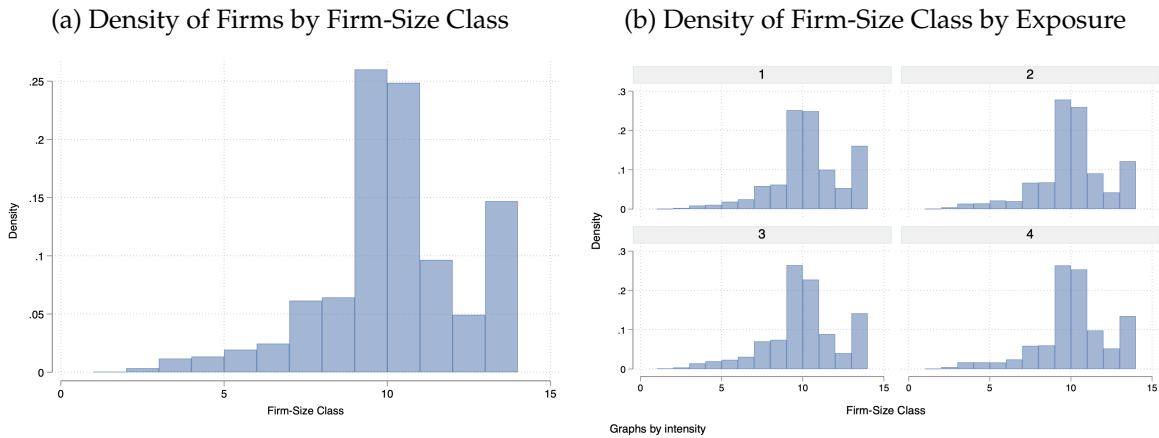 (a) Density of Firms by Firm-Size Class
.25
.2
.15
.1
.05
0
Density
0 5 10 15
Firm-Size Class
(b) Density of Firm-Size Class by Exposure
1 2
.3
.2
.1
0
3 4
.3
.2
.1
0
Density
0 5 10 15 0 5 10 15
Firm-Size Class
Graphs by intensity